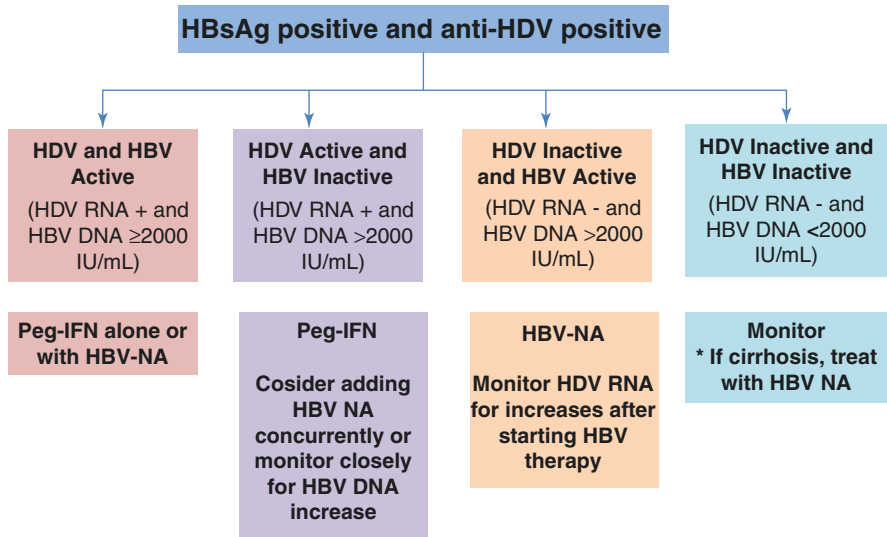 HBsAg positive and anti-HDV positive
HDV and HBV
Active
(HDV RNA + and
HBV DNA ≥2000
IU/mL)
HDV Active and
HBV Inactive
(HDV RNA + and
HBV DNA >2000
IU/mL)
HDV Inactive
and HBV Active
(HDV RNA - and
HBV DNA >2000
IU/mL)
HDV Inactive and
HBV Inactive
(HDV RNA - and
HBV DNA <2000
IU/mL)
Peg-IFN alone or
with HBV-NA
Peg-IFN
Cosider adding
HBV NA
concurrently or
monitor closely
for HBV DNA
increase
HBV-NA
Monitor HDV RNA
for increases after
starting HBV
therapy
Monitor
* If cirrhosis, treat
with HBV NA